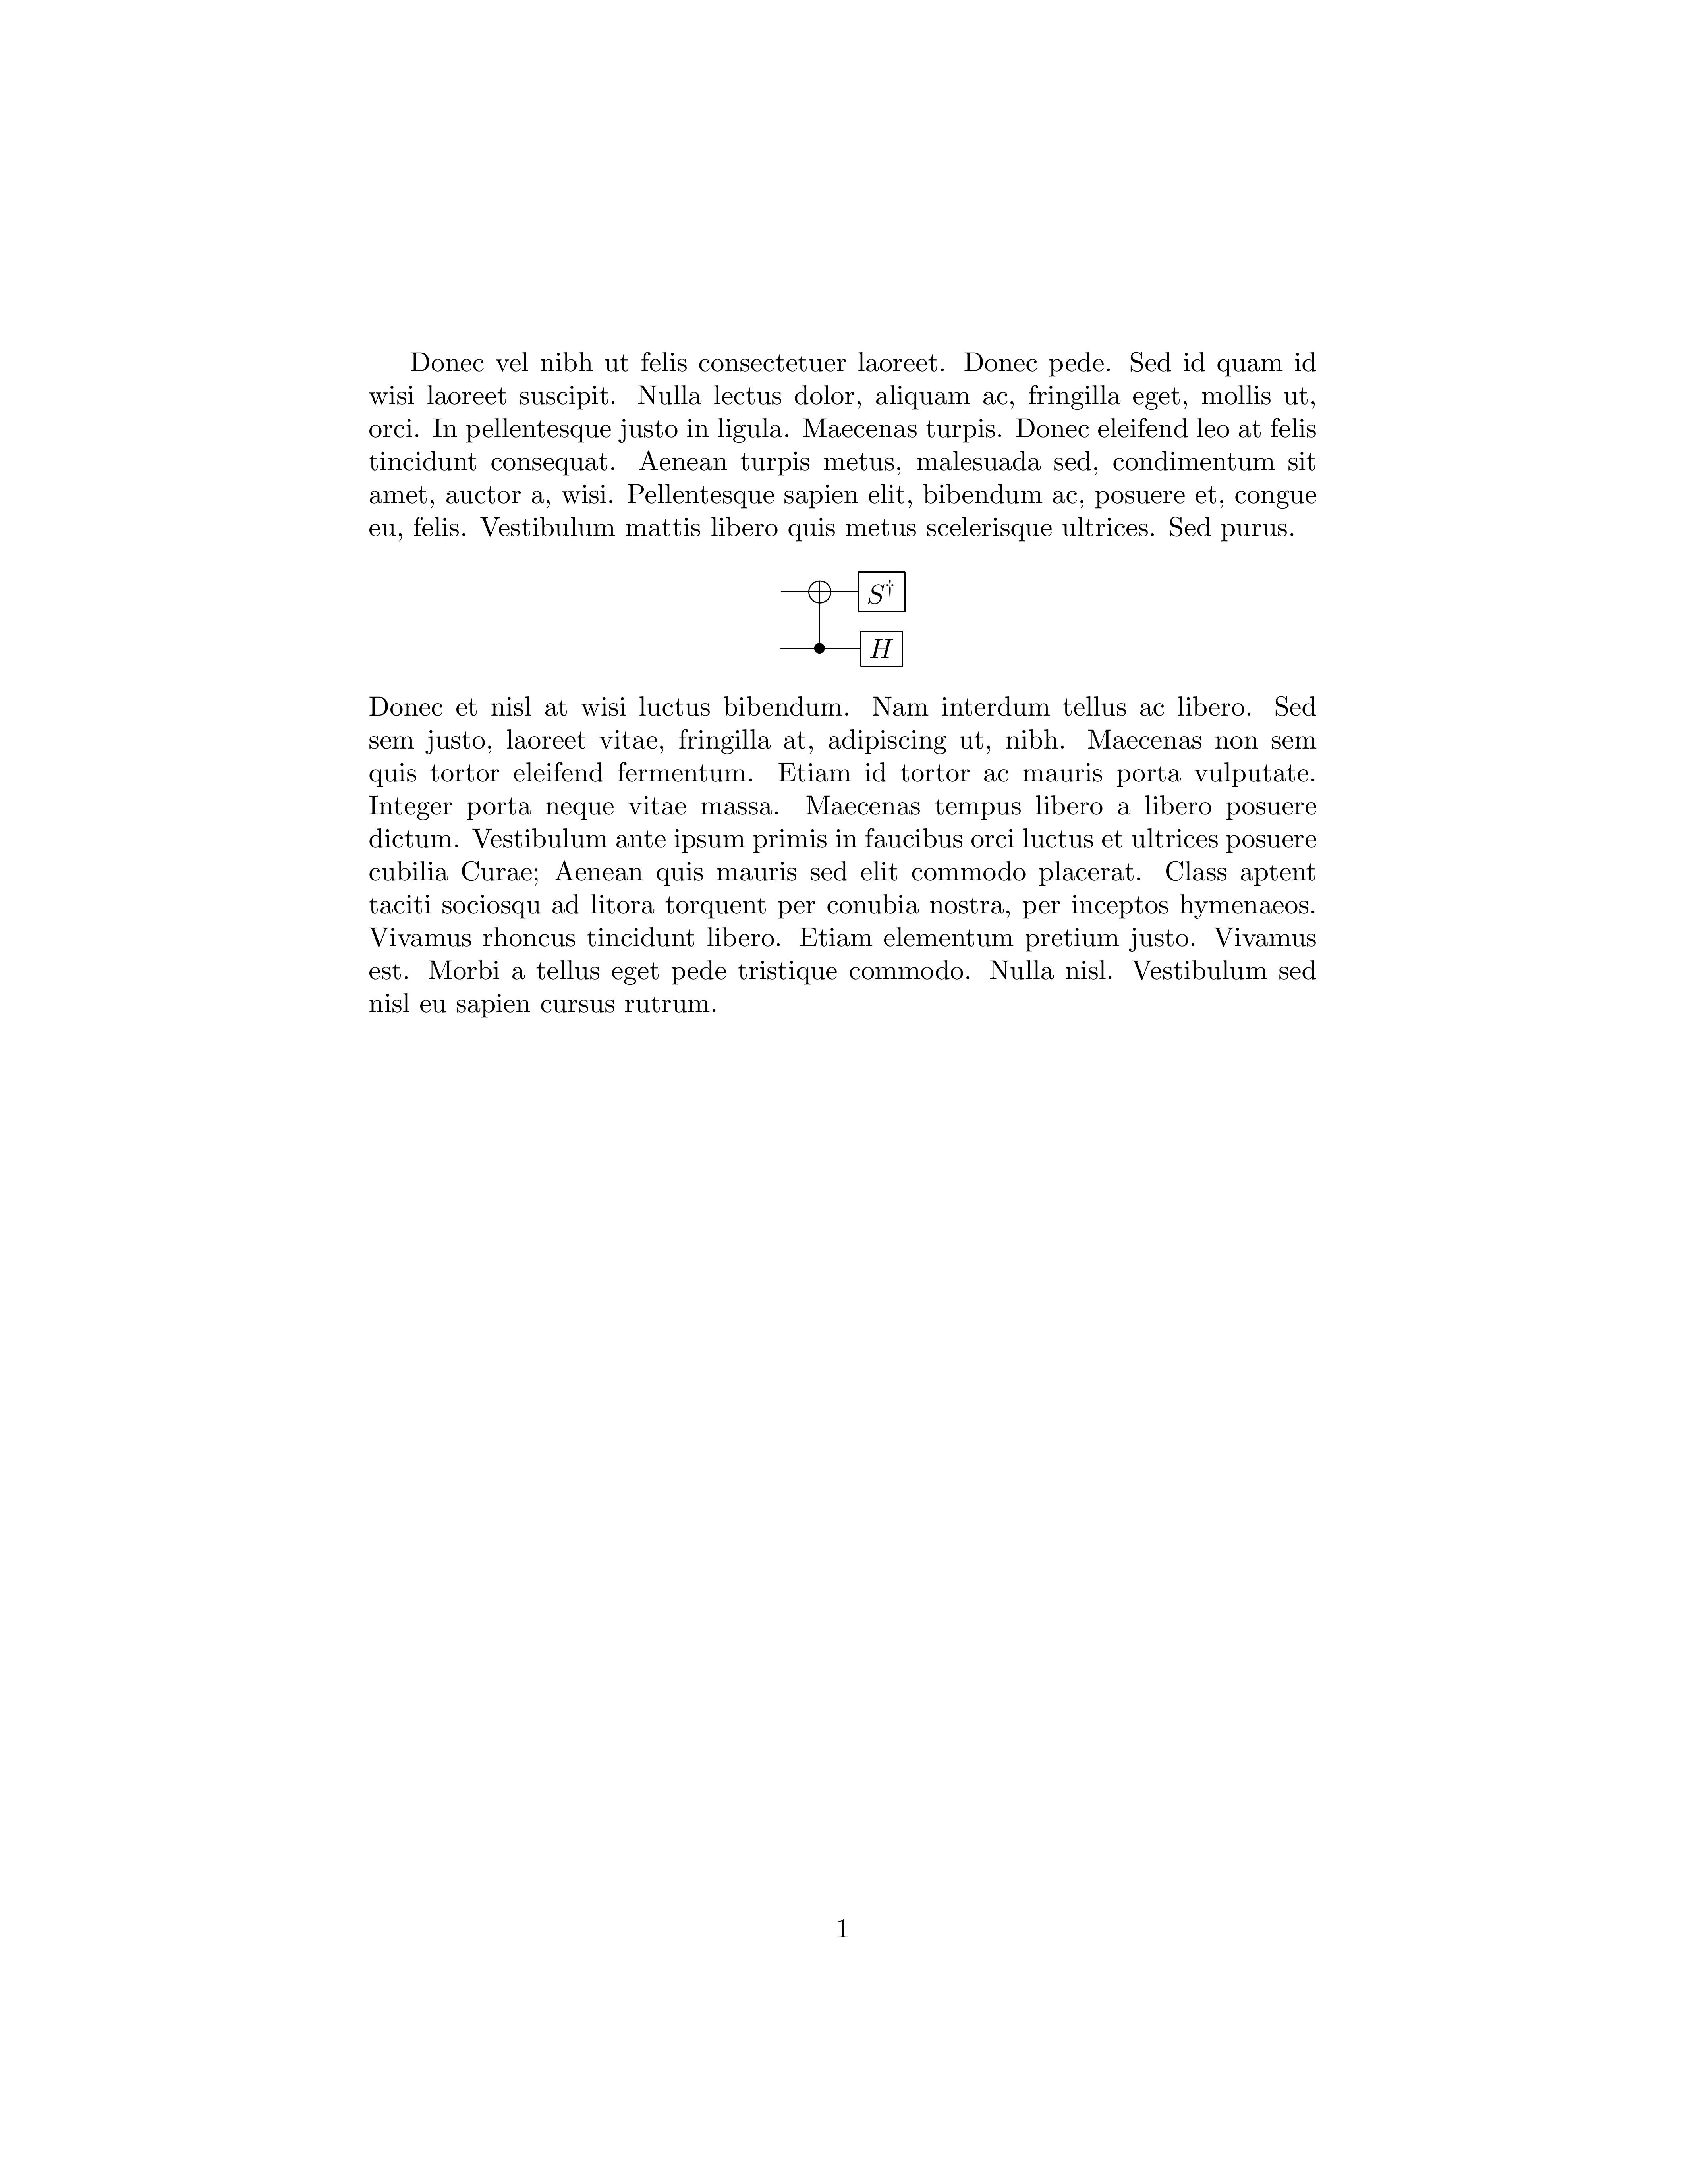 Donec vel nibh ut felis consectetuer laoreet. Donec pede. Sed id quam id
wisi laoreet suscipit. Nulla lectus dolor, aliquam ac, fringilla eget, mollis ut,
orci. In pellentesque justo in ligula. Maecenas turpis. Donec eleifend leo at felis
tincidunt consequat. Aenean turpis metus, malesuada sed, condimentum sit
amet, auctor a, wisi. Pellentesque sapien elit, bibendum ac, posuere et, congue
eu, felis. Vestibulum mattis libero quis metus scelerisque ultrices. Sed purus.
S†
H
Donec et nisl at wisi luctus bibendum. Nam interdum tellus ac libero. Sed
sem justo, laoreet vitae, fringilla at, adipiscing ut, nibh. Maecenas non sem
quis tortor eleifend fermentum. Etiam id tortor ac mauris porta vulputate.
Integer porta neque vitae massa. Maecenas tempus libero a libero posuere
dictum. Vestibulum ante ipsum primis in faucibus orci luctus et ultrices posuere
cubilia Curae; Aenean quis mauris sed elit commodo placerat. Class aptent
taciti sociosqu ad litora torquent per conubia nostra, per inceptos hymenaeos.
Vivamus rhoncus tincidunt libero. Etiam elementum pretium justo. Vivamus
est. Morbi a tellus eget pede tristique commodo. Nulla nisl. Vestibulum sed
nisl eu sapien cursus rutrum.
1